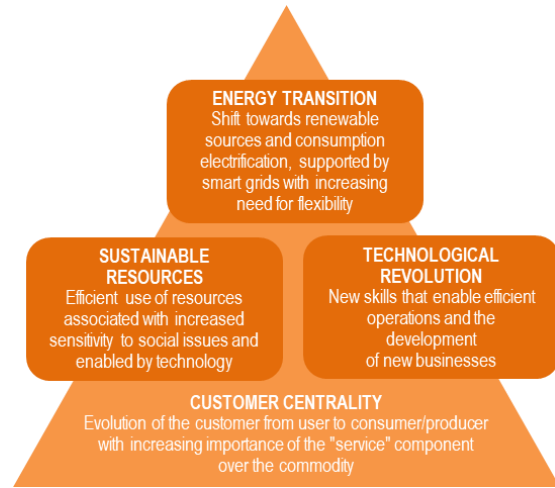 ENERGY TRANSITION
Shift towards renewable
sources and consumption
electrification, supported by
smart grids with increasing
need for flexibility
SUSTAINABLE
RESOURCES
Efficient use of resources
associated with increased
sensitivity to social issues and
enabled by technology
TECHNOLOGICAL
REVOLUTION
New skills that enable efficient
operations and the
development
of new businesses
CUSTOMER CENTRALITY
Evolution of the customer from user to consumer/producer
with increasing importance of the "service" component
over the commodity